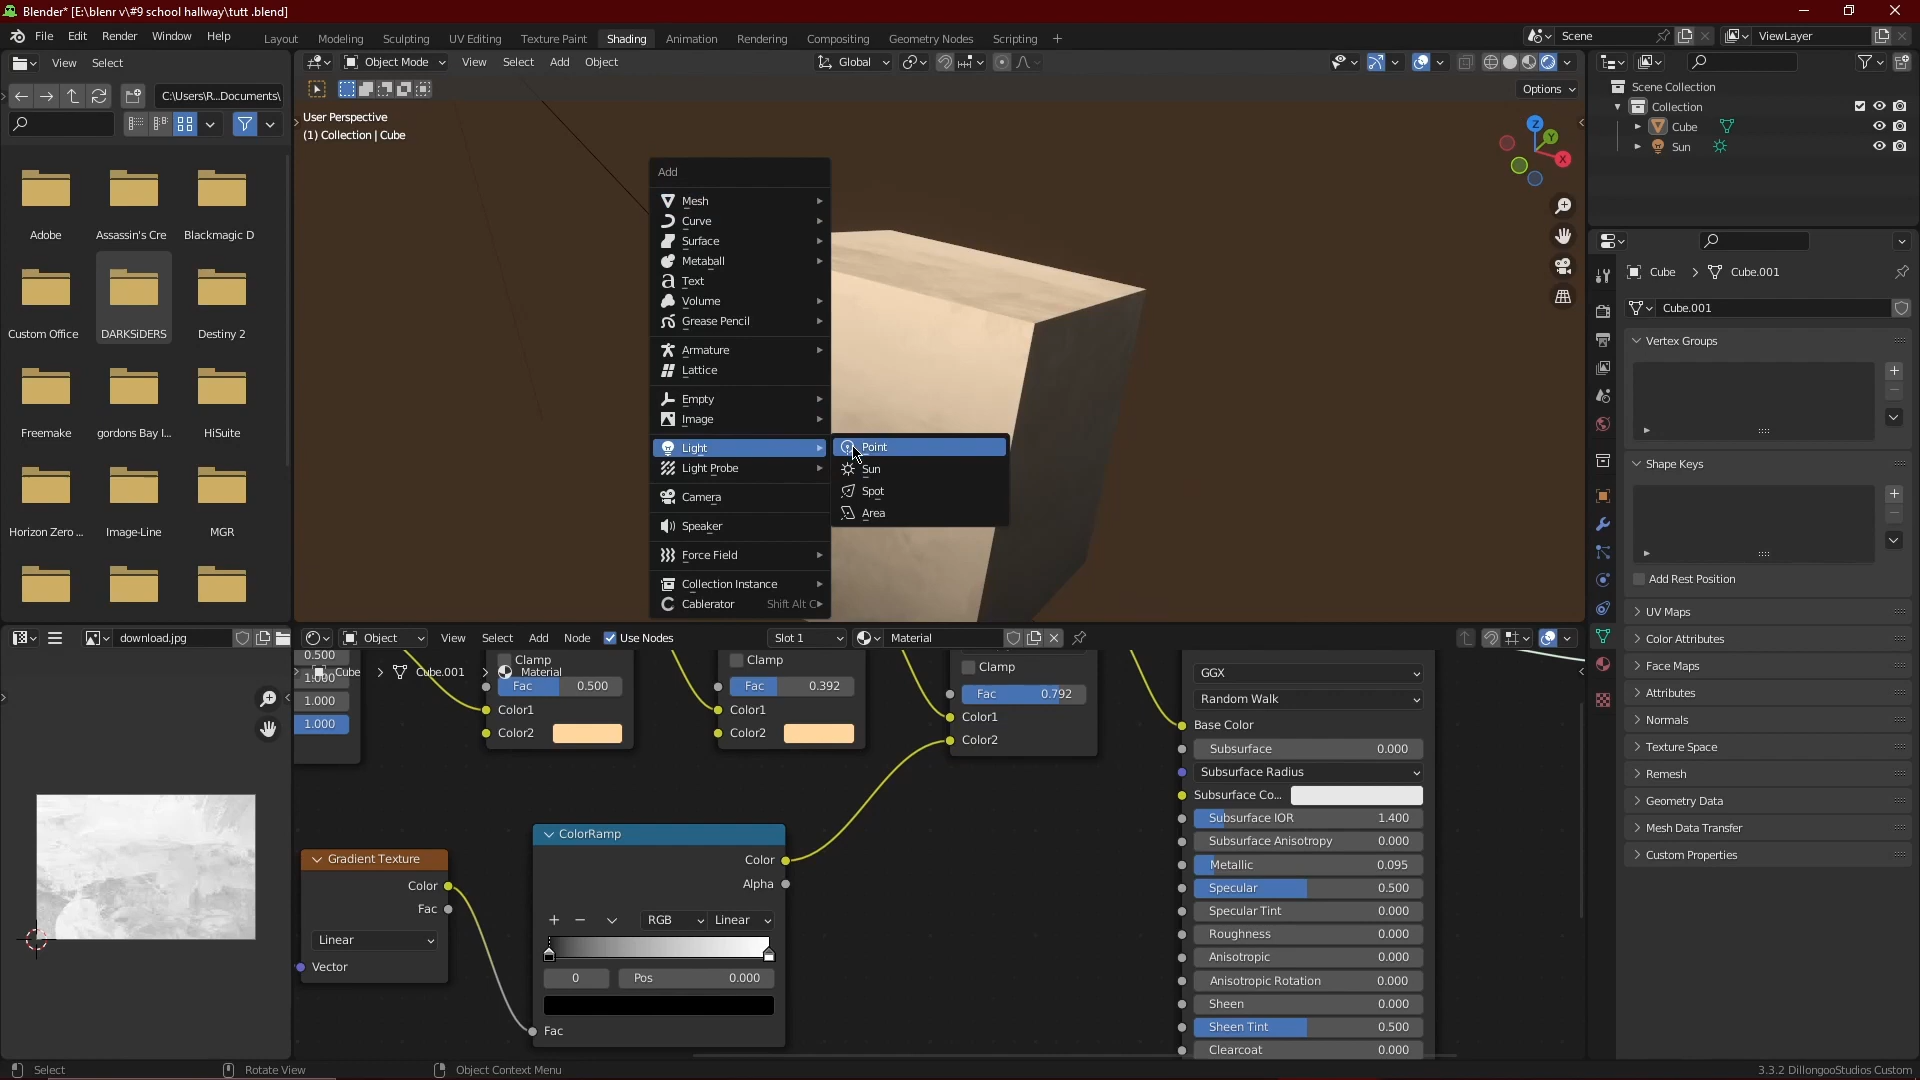 Blender* [E:\blenr v\#9 school hallway\tutt .blend]
File Edit Render Window Help
Layout Modeling Sculpting UV Editing Texture Paint Shading Animation Rendering Compositing Geometry Nodes Scripting +
Scene ViewLayer
View Select
Object Mode View Select Add Object
Global
C:\Users\R...Documents\
Options
Adobe Assassin's Cre Blackmagic D
Custom Office DARKSiDERS Destiny 2
Freemake gordons Bay l... HiSuite
Horizon Zero ... Image-Line MGR
User Perspective
(1) Collection | Cube
Z
Y
X
Add
Mesh
Curve
Surface
Metaball
Text
Volume
Grease Pencil
Armature
Lattice
Empty
Image
Light
Light Probe
Camera
Speaker
Force Field
Collection Instance
Cablerator Shift Alt C
Point
Sun
Spot
Area
Scene Collection
Collection
Cube
Sun
Cube > Cube.001
Cube.001
Vertex Groups
Shape Keys
Add Rest Position
UV Maps
Color Attributes
Face Maps
Attributes
Normals
Texture Space
Remesh
Geometry Data
Mesh Data Transfer
Custom Properties
download.jpg
Object View Select Add Node Use Nodes Slot 1 Material
Cube > Cube.001 > Material
0.500
1.000
1.000
1.000
Clamp
Fac 0.500
Color1
Color2
Clamp
Fac 0.392
Color1
Color2
Clamp
Fac 0.792
Color1
Color2
Gradient Texture
Color
Fac
Linear
Vector
ColorRamp
Color
Alpha
RGB Linear
0 Pos 0.000
Fac
GGX
Random Walk
Base Color
Subsurface 0.000
Subsurface Radius
Subsurface Co...
Subsurface IOR 1.400
Subsurface Anisotropy 0.000
Metallic 0.095
Specular 0.500
Specular Tint 0.000
Roughness 0.000
Anisotropic 0.000
Anisotropic Rotation 0.000
Sheen 0.000
Sheen Tint 0.500
Clearcoat 0.000
Select Rotate View Object Context Menu
3.3.2 DillongooStudios Custom